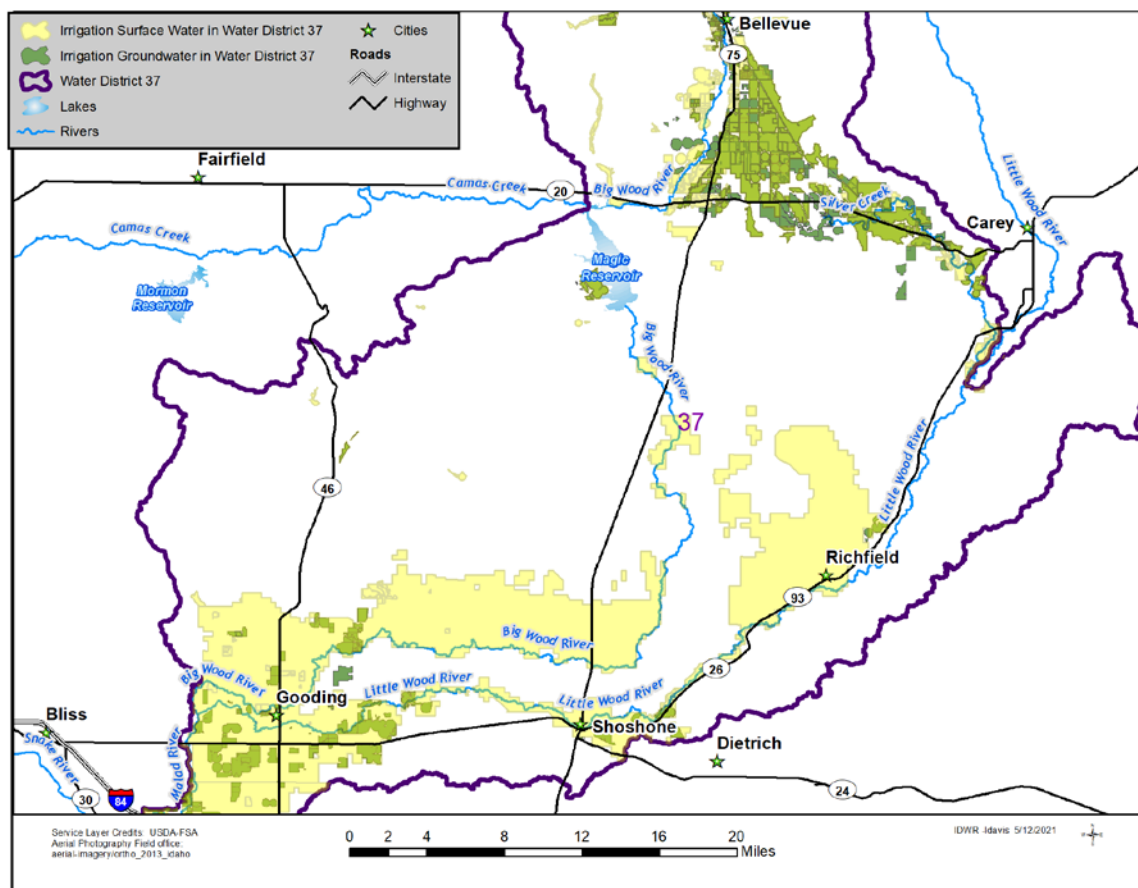 Irrigation Surface Water in Water District 37
Irrigation Groundwater in Water District 37
Water District 37
Lakes
Rivers
Cities
Roads
Interstate
Highway
Bellevue
75
Fairfield
Camas Creek
20
Big Wood River
Little Wood River
Silver Creek
Carey
Camas Creek
Magic
Reservoir
Mormon
Reservoir
Big Wood River
37
46
Little Wood River
Richfield
93
Big Wood River
26
Big Wood River
Gooding
Little Wood River
Little Wood River
Bliss
Shoshone
Snake River
Malad River
Dietrich
30
84
24
Service Layer Credits: USDA-FSA
Aerial Photography Field office:
aerial-imagery/ortho_2013_idaho
0 4 8 12 16 20
Miles
IDWR -ldavis 5/12/2021